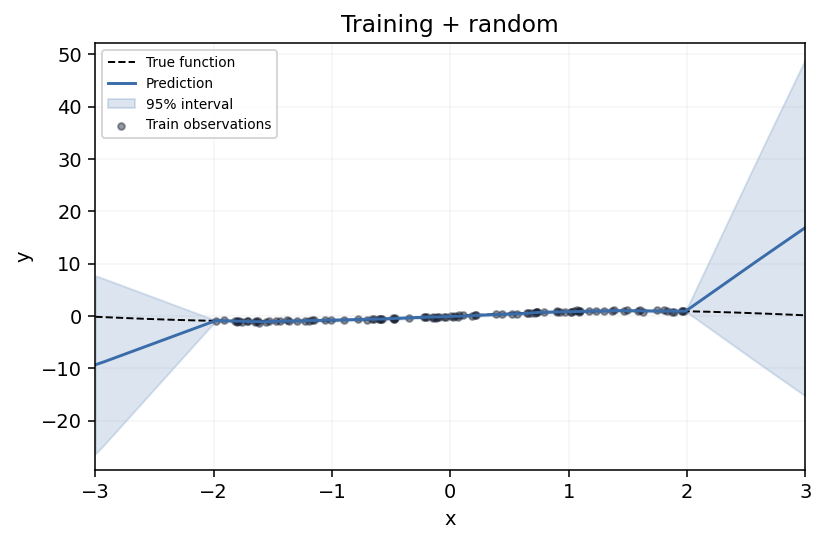 Training + random
50
40
30
20
10
0
−10
−20
y
True function
Prediction
95% interval
Train observations
−3
−2
−1
0
1
2
3
x